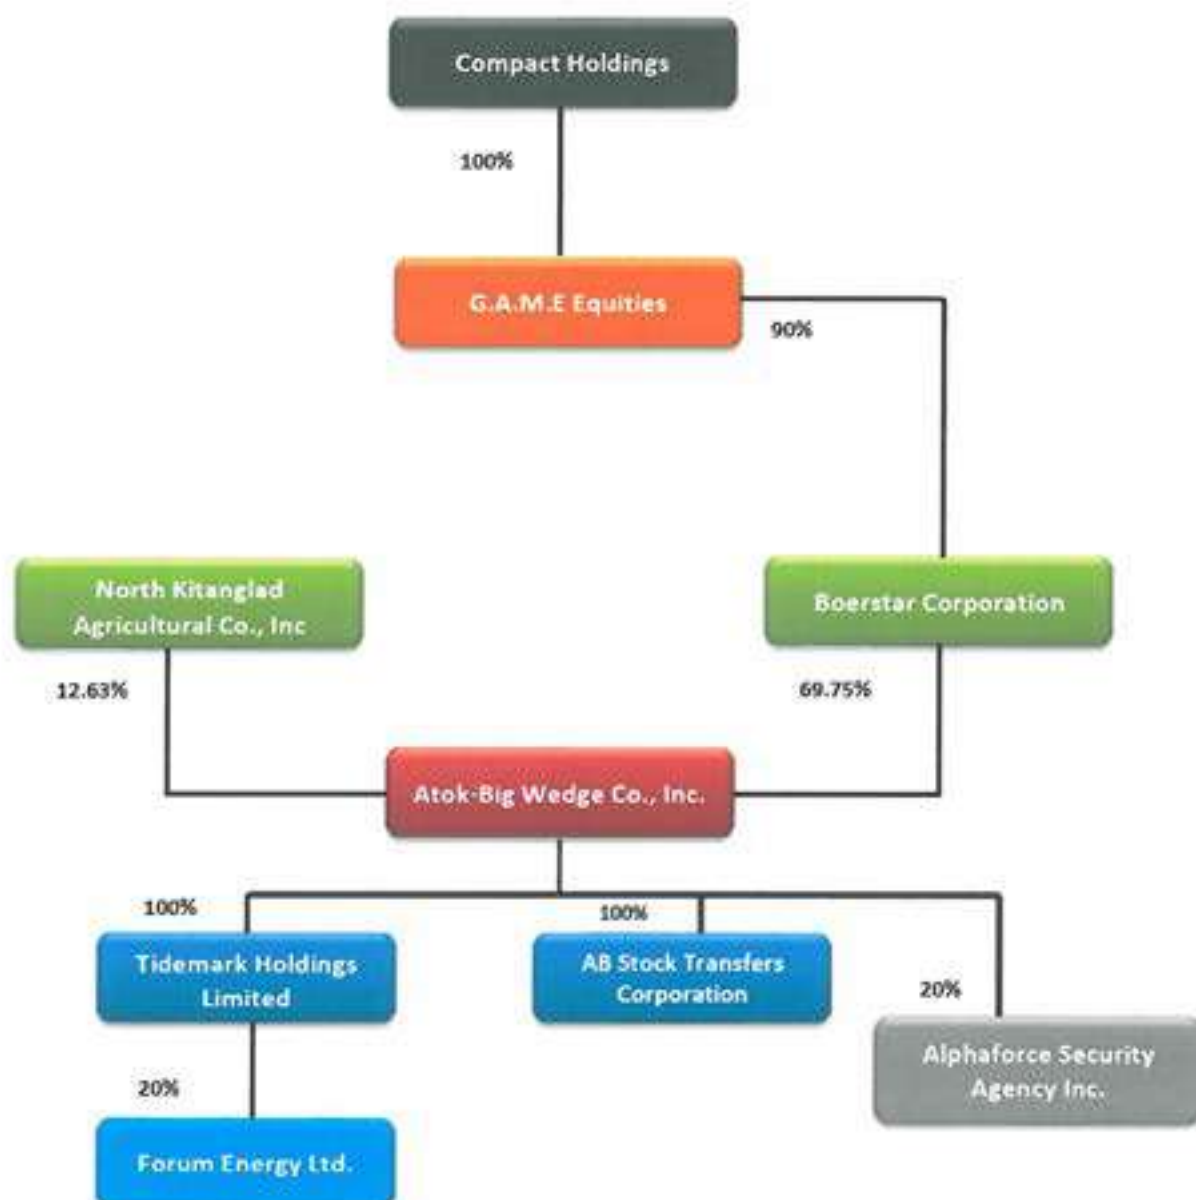 Compact Holdings
100%
G.A.M.E Equities
90%
North Kitanglad
Agricultural Co., Inc
Boerstar Corporation
12.63%
69.75%
Atok-Big Wedge Co., Inc.
100%
100%
Tidemark Holdings
Limited
AB Stock Transfers
Corporation
20%
Alphaforce Security
Agency Inc.
20%
Forum Energy Ltd.